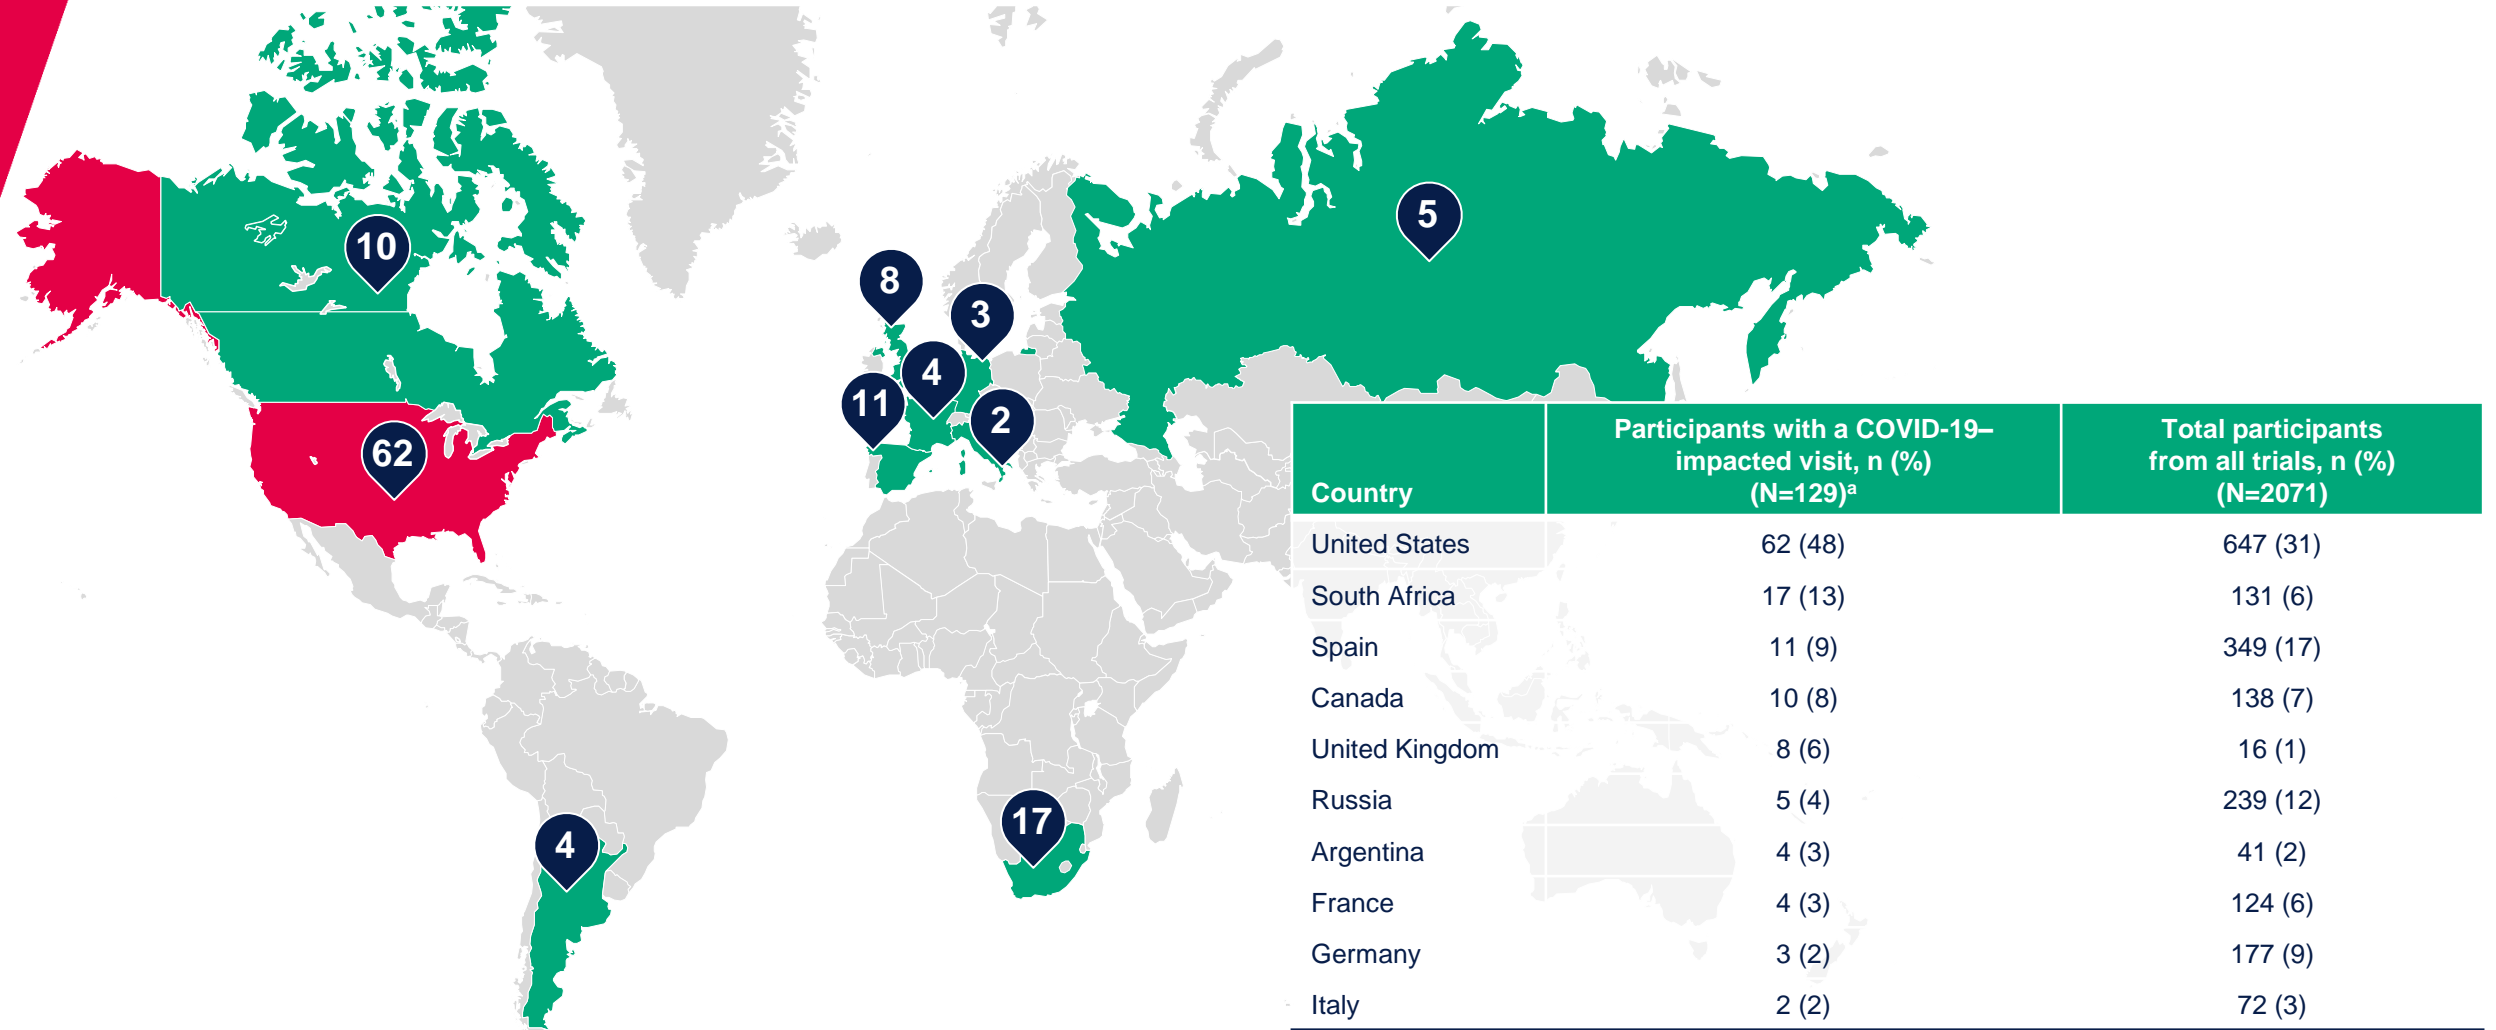 5
10
8
3
4
11
2
62
17
4
Participants with a COVID-19–
impacted visit, n (%)
(N=129)ᵃ
Total participants
from all trials, n (%)
(N=2071)
Country
United States 62 (48) 647 (31)
South Africa 17 (13) 131 (6)
Spain 11 (9) 349 (17)
Canada 10 (8) 138 (7)
United Kingdom 8 (6) 16 (1)
Russia 5 (4) 239 (12)
Argentina 4 (3) 41 (2)
France 4 (3) 124 (6)
Germany 3 (2) 177 (9)
Italy 2 (2) 72 (3)